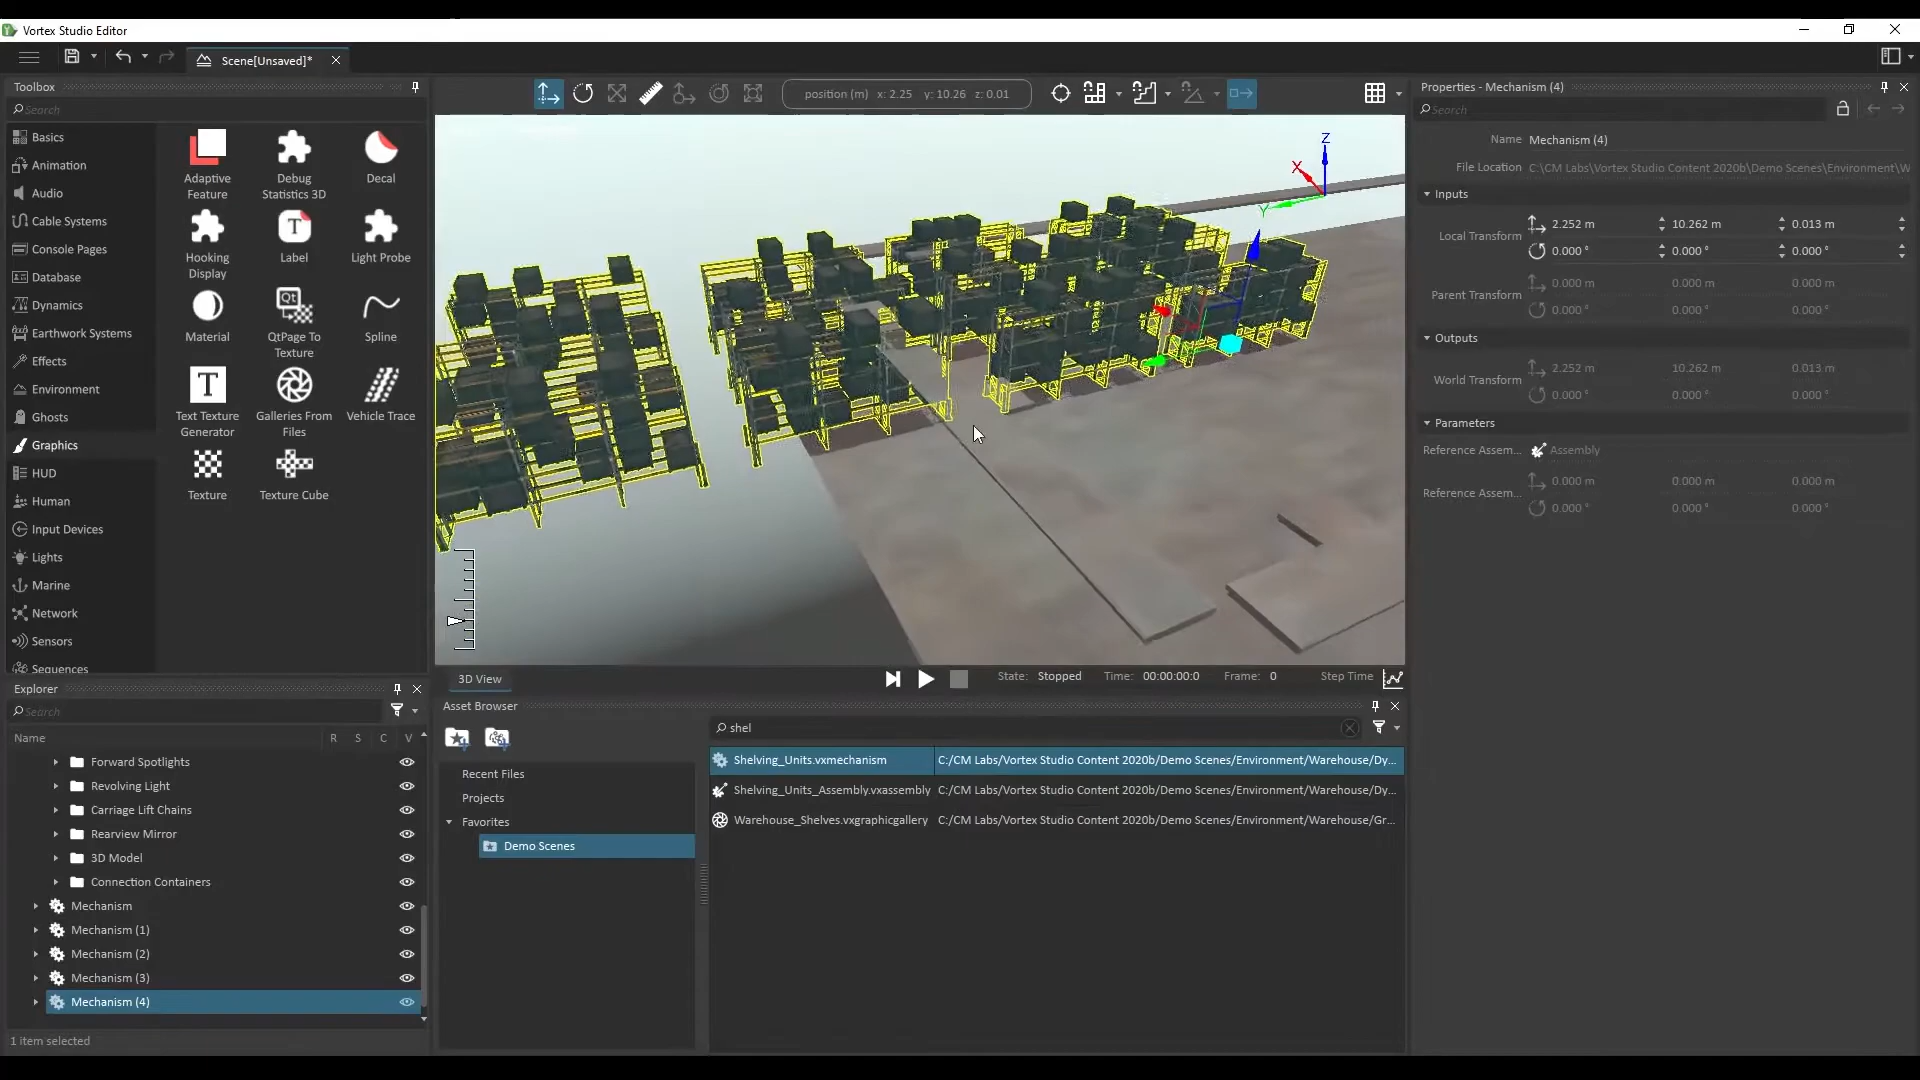 Vortex Studio Editor
Scene[Unsaved]*
Toolbox
Search
Basics
Animation
Audio
Cable Systems
Console Pages
Database
Dynamics
Earthwork Systems
Effects
Environment
Ghosts
Graphics
HUD
Human
Input Devices
Lights
Marine
Network
Sensors
Sequences
Adaptive Feature
Debug Statistics 3D
Decal
Hooking Display
Label
Light Probe
Material
QtPage To Texture
Spline
Text Texture Generator
Galleries From Files
Vehicle Trace
Texture
Texture Cube
position (m) x: 2.25 y: 10.26 z: 0.01
Z
X
Y
3D View
State: Stopped Time: 00:00:00:0 Frame: 0 Step Time
Properties - Mechanism (4)
Search
Name Mechanism (4)
File Location C:\CM Labs\Vortex Studio Content 2020b\Demo Scenes\Environment\W
Inputs
Local Transform
2.252 m 10.262 m 0.013 m
0.000 ° 0.000 ° 0.000 °
Parent Transform
0.000 m 0.000 m 0.000 m
0.000 ° 0.000 ° 0.000 °
Outputs
World Transform
2.252 m 10.262 m 0.013 m
0.000 ° 0.000 ° 0.000 °
Parameters
Reference Assem... Assembly
Reference Assem...
0.000 m 0.000 m 0.000 m
0.000 ° 0.000 ° 0.000 °
Explorer
Search
Name R S C V
Forward Spotlights
Revolving Light
Carriage Lift Chains
Rearview Mirror
3D Model
Connection Containers
Mechanism
Mechanism (1)
Mechanism (2)
Mechanism (3)
Mechanism (4)
1 item selected
Asset Browser
Recent Files
Projects
Favorites
Demo Scenes
shel
Shelving_Units.vxmechanism C:/CM Labs/Vortex Studio Content 2020b/Demo Scenes/Environment/Warehouse/Dy...
Shelving_Units_Assembly.vxassembly C:/CM Labs/Vortex Studio Content 2020b/Demo Scenes/Environment/Warehouse/Dy...
Warehouse_Shelves.vxgraphicgallery C:/CM Labs/Vortex Studio Content 2020b/Demo Scenes/Environment/Warehouse/Gr...